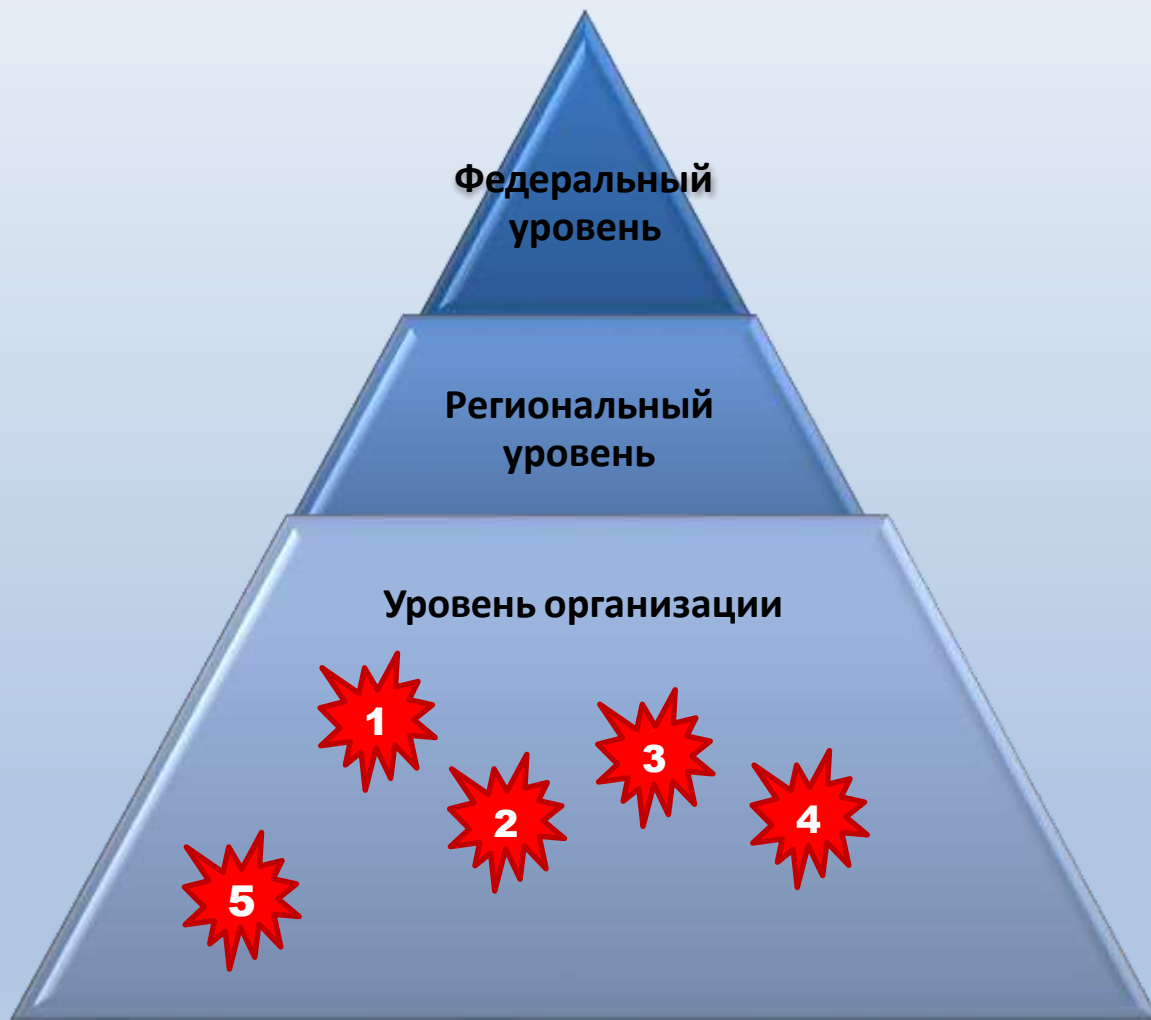 Федеральный
уровень
Региональный
уровень
Уровень организации
1
3
2
4
5